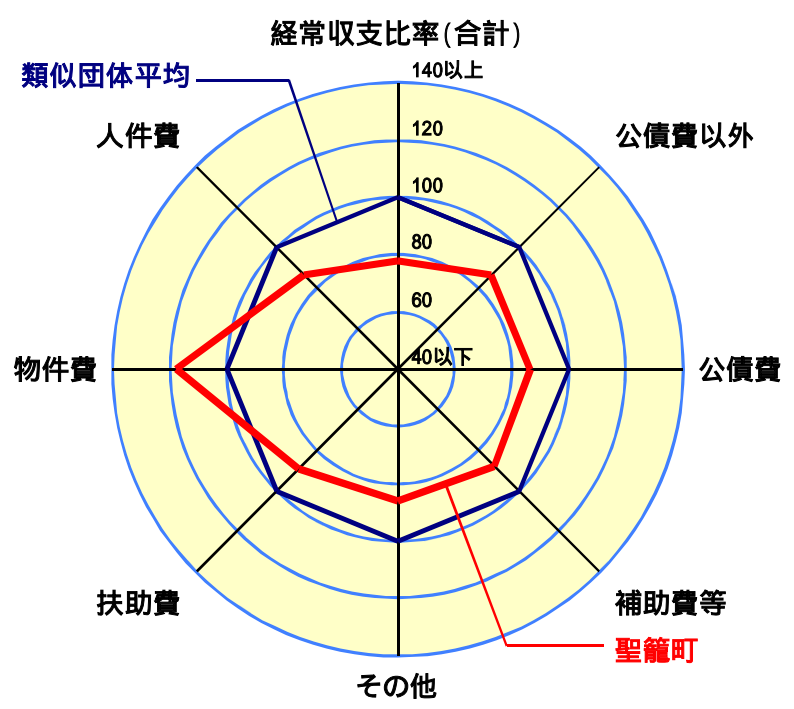 経常収支比率(合計)
類似団体平均
140以上
人件費
120
公債費以外
100
80
60
40以下
物件費
公債費
扶助費
補助費等
聖籠町
その他